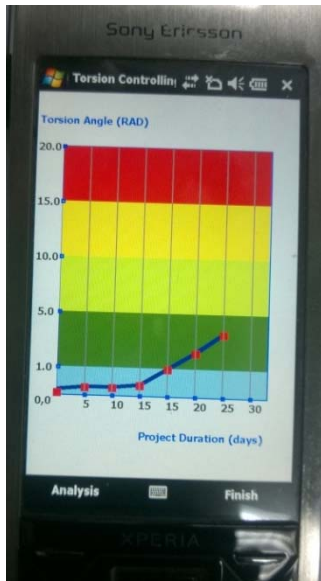 Sony Ericsson
Torsion Controlling
Torsion Angle (RAD)
20.0
15.0
10.0
5.0
1.0
0,0
5 10 15 15 20 25 30
Project Duration (days)
Analysis Finish
XPERIA